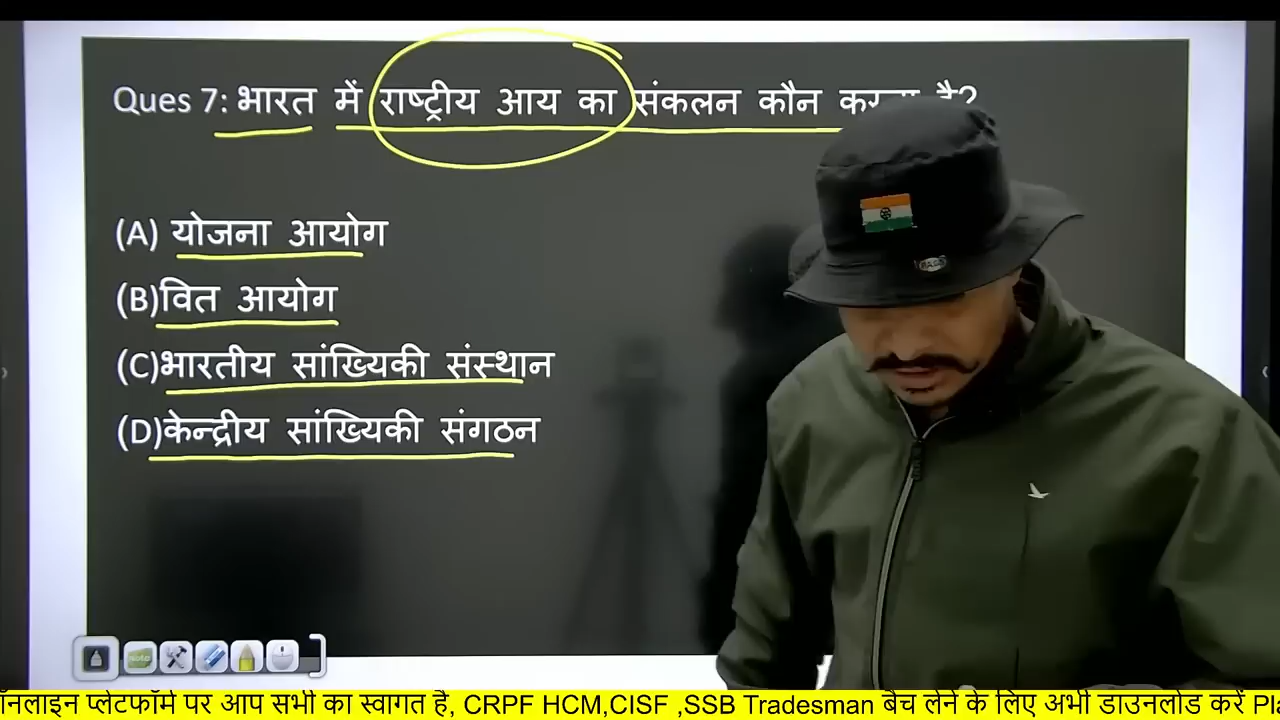 Ques 7: भारत में राष्ट्रीय आय का संकलन कौन है?
(A) योजना आयोग
(B)वित आयोग
(C)भारतीय सांख्यिकी संस्थान
(D)केन्द्रीय सांख्यिकी संगठन
प्लेटफॉर्म पर आप सभी का स्वागत है, CRPF HCM,CISF ,SSB Tradesman बैच लेने के लिए अभी डाउनलोड करें